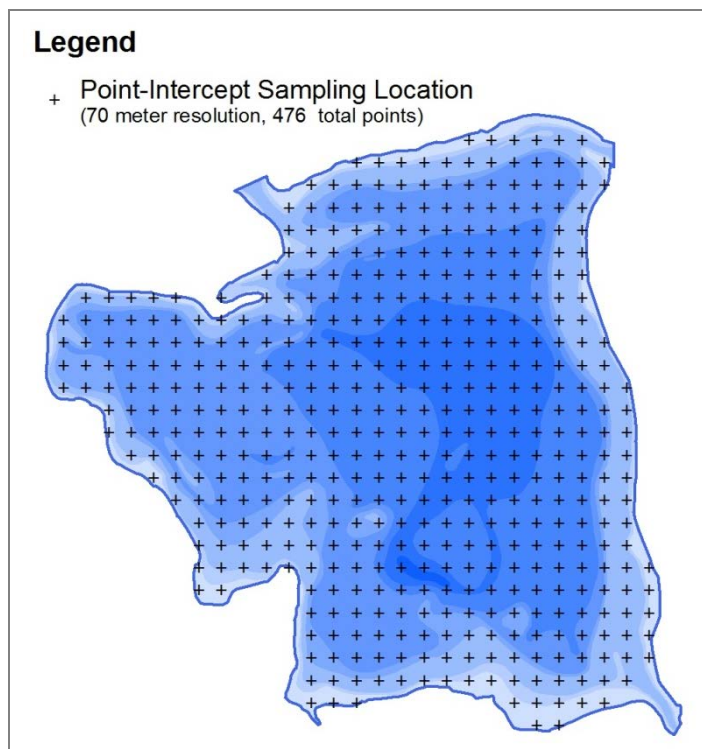 Legend
+ Point-Intercept Sampling Location
(70 meter resolution, 476 total points)